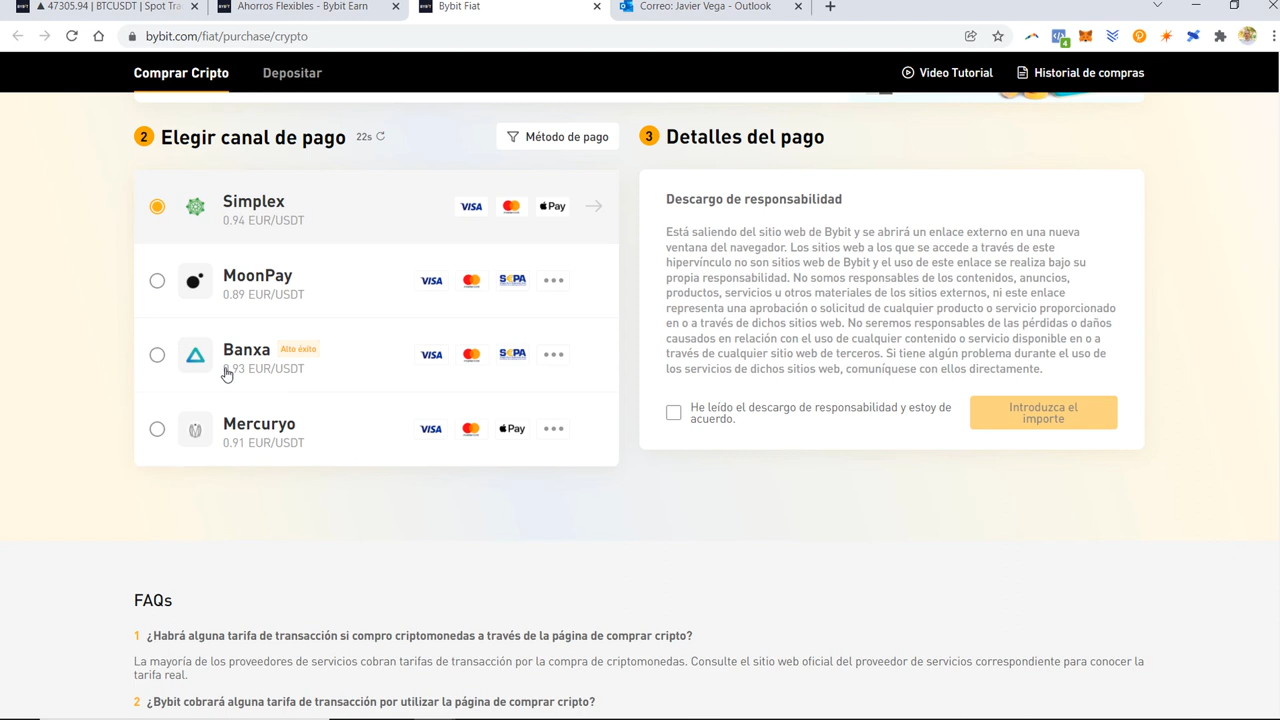 ▲ 47305.94 | BTCUSDT | Spot Tra
Ahorros Flexibles - Bybit Earn
Bybit Fiat
Correo: Javier Vega - Outlook
bybit.com/fiat/purchase/crypto
4
Comprar Cripto
Depositar
Video Tutorial
Historial de compras
2 Elegir canal de pago 22s
Método de pago
Simplex
0.94 EUR/USDT
VISA
Pay
MoonPay
0.89 EUR/USDT
VISA
SEPA
Banxa Alto éxito
0.93 EUR/USDT
VISA
SEPA
Mercuryo
0.91 EUR/USDT
VISA
Pay
3 Detalles del pago
Descargo de responsabilidad
Está saliendo del sitio web de Bybit y se abrirá un enlace externo en una nueva
ventana del navegador. Los sitios web a los que se accede a través de este
hipervínculo no son sitios web de Bybit y el uso de este enlace se realiza bajo su
propia responsabilidad. No somos responsables de los contenidos, anuncios,
productos, servicios u otros materiales de los sitios externos, ni este enlace
representa una aprobación o solicitud de cualquier producto o servicio proporcionado
en o a través de dichos sitios web. No seremos responsables de las pérdidas o daños
causados en relación con el uso de cualquier contenido o servicio disponible en o a
través de cualquier sitio web de terceros. Si tiene algún problema durante el uso de
los servicios de dichos sitios web, comuníquese con ellos directamente.
He leído el descargo de responsabilidad y estoy de
acuerdo.
Introduzca el
importe
FAQs
1 ¿Habrá alguna tarifa de transacción si compro criptomonedas a través de la página de comprar cripto?
La mayoría de los proveedores de servicios cobran tarifas de transacción por la compra de criptomonedas. Consulte el sitio web oficial del proveedor de servicios correspondiente para conocer la
tarifa real.
2 ¿Bybit cobrará alguna tarifa de transacción por utilizar la página de comprar cripto?